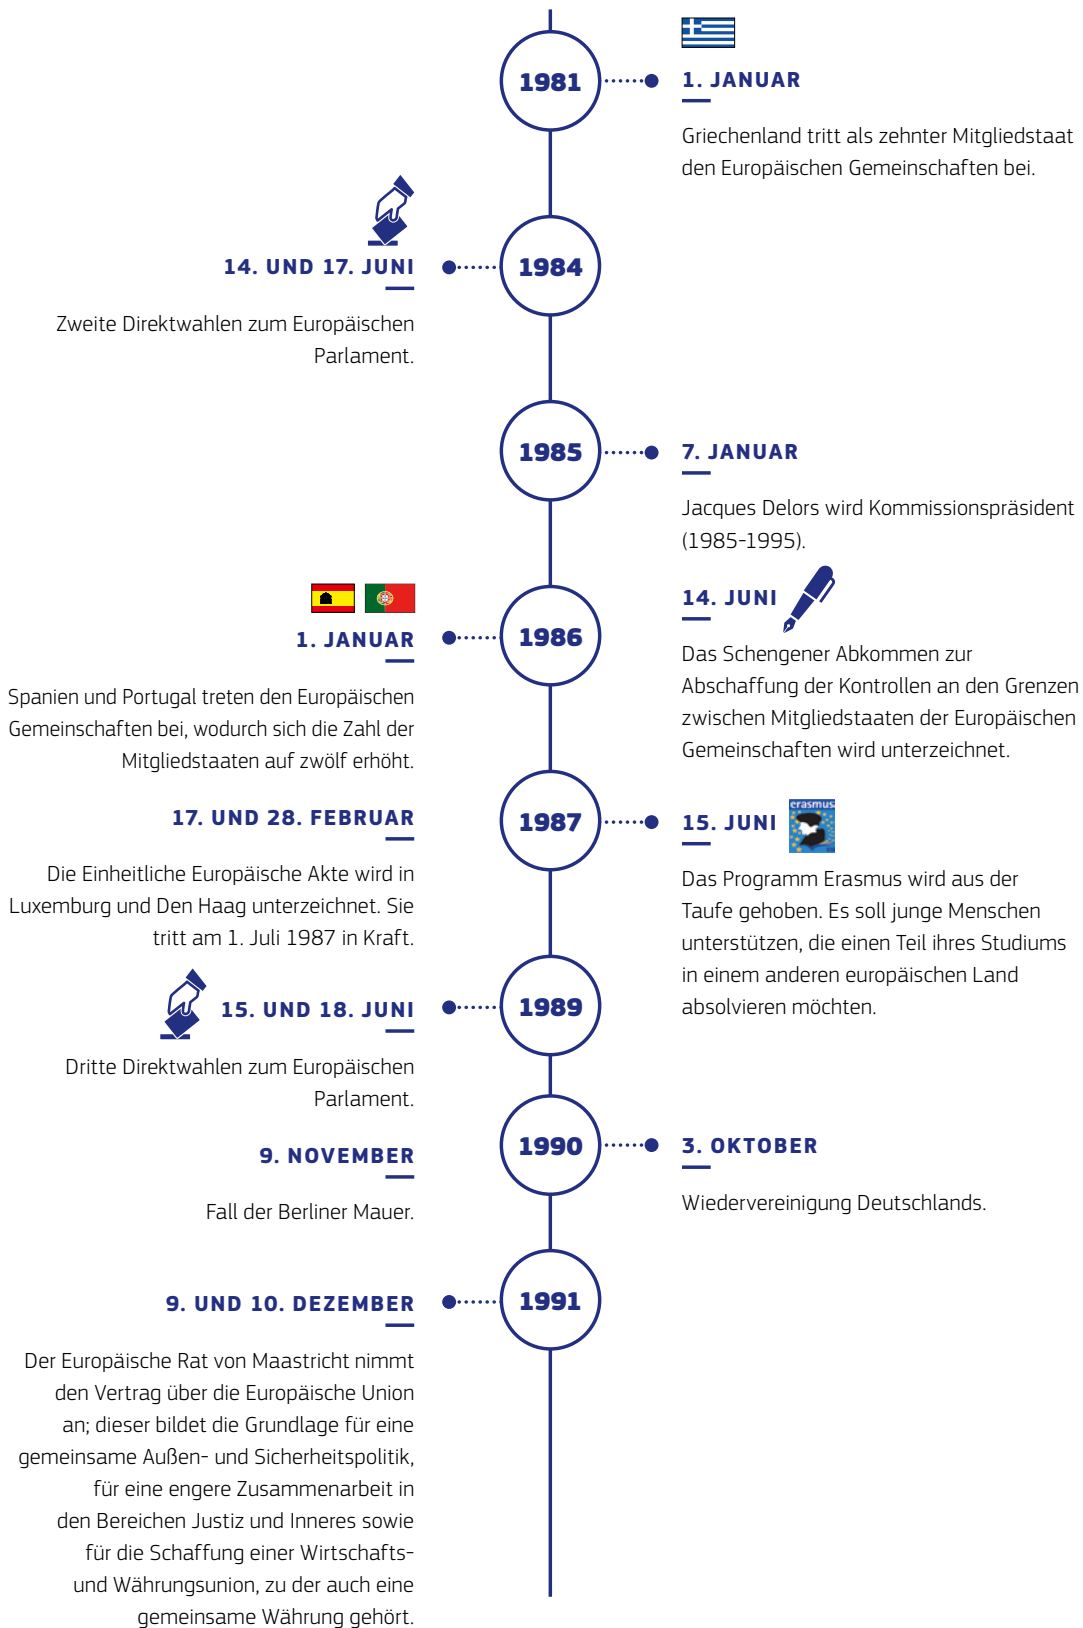 1981
1. JANUAR
Griechenland tritt als zehnter Mitgliedstaat
den Europäischen Gemeinschaften bei.
1984
14. UND 17. JUNI
Zweite Direktwahlen zum Europäischen
Parlament.
1985
7. JANUAR
Jacques Delors wird Kommissionspräsident
(1985-1995).
14. JUNI
Das Schengener Abkommen zur
Abschaffung der Kontrollen an den Grenzen
zwischen Mitgliedstaaten der Europäischen
Gemeinschaften wird unterzeichnet.
1986
1. JANUAR
Spanien und Portugal treten den Europäischen
Gemeinschaften bei, wodurch sich die Zahl der
Mitgliedstaaten auf zwölf erhöht.
17. UND 28. FEBRUAR
Die Einheitliche Europäische Akte wird in
Luxemburg und Den Haag unterzeichnet. Sie
tritt am 1. Juli 1987 in Kraft.
1987
15. JUNI
erasmus
Das Programm Erasmus wird aus der
Taufe gehoben. Es soll junge Menschen
unterstützen, die einen Teil ihres Studiums
in einem anderen europäischen Land
absolvieren möchten.
1989
15. UND 18. JUNI
Dritte Direktwahlen zum Europäischen
Parlament.
9. NOVEMBER
Fall der Berliner Mauer.
1990
3. OKTOBER
Wiedervereinigung Deutschlands.
1991
9. UND 10. DEZEMBER
Der Europäische Rat von Maastricht nimmt
den Vertrag über die Europäische Union
an; dieser bildet die Grundlage für eine
gemeinsame Außen- und Sicherheitspolitik,
für eine engere Zusammenarbeit in
den Bereichen Justiz und Inneres sowie
für die Schaffung einer Wirtschafts-
und Währungsunion, zu der auch eine
gemeinsame Währung gehört.